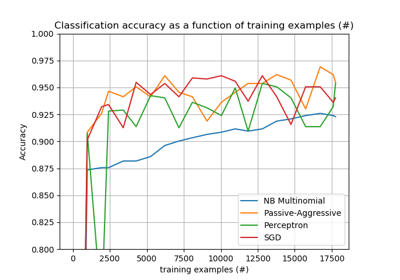 Classification accuracy as a function of training examples (#)
1.000
0.975
0.950
0.925
0.900
0.875
0.850
0.825
0.800
Accuracy
0 2500 5000 7500 10000 12500 15000 17500
training examples (#)
NB Multinomial
Passive-Aggressive
Perceptron
SGD